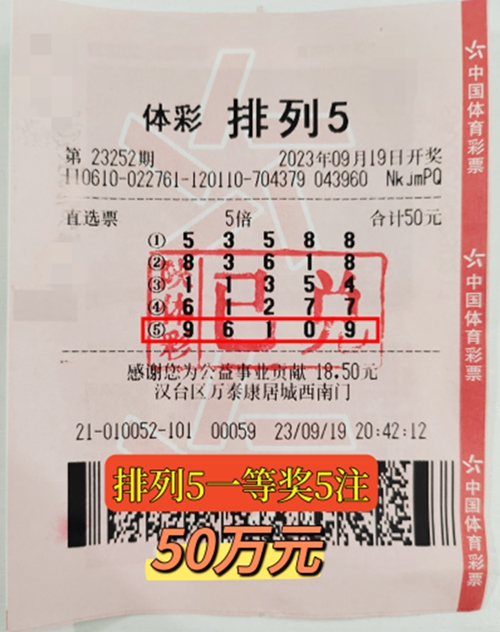 体彩 排列5
第 23252期 2023年09月19日开奖
110610-022761-120110-704379 043960 NkJmPQ
直选票 5倍 合计50元
① 5 3 5 8 8
② 8 3 6 1 8
③ 1 1 3 5 4
④ 6 1 2 7 7
⑤ 9 6 1 0 9
陕体彩 已兑
感谢您为公益事业贡献 18.50元
汉台区万泰康居城西南门
21-010052-101 00059 23/09/19 20:42:12
排列5一等奖5注
50万元
中国体育彩票
中国体育彩票
中国体育彩票